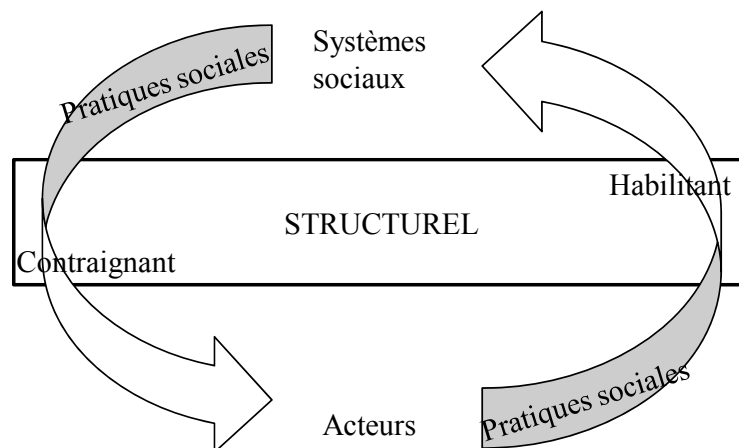 Systèmes
sociaux
Pratiques sociales
Habilitant
STRUCTUREL
Contraignant
Acteurs
Pratiques sociales